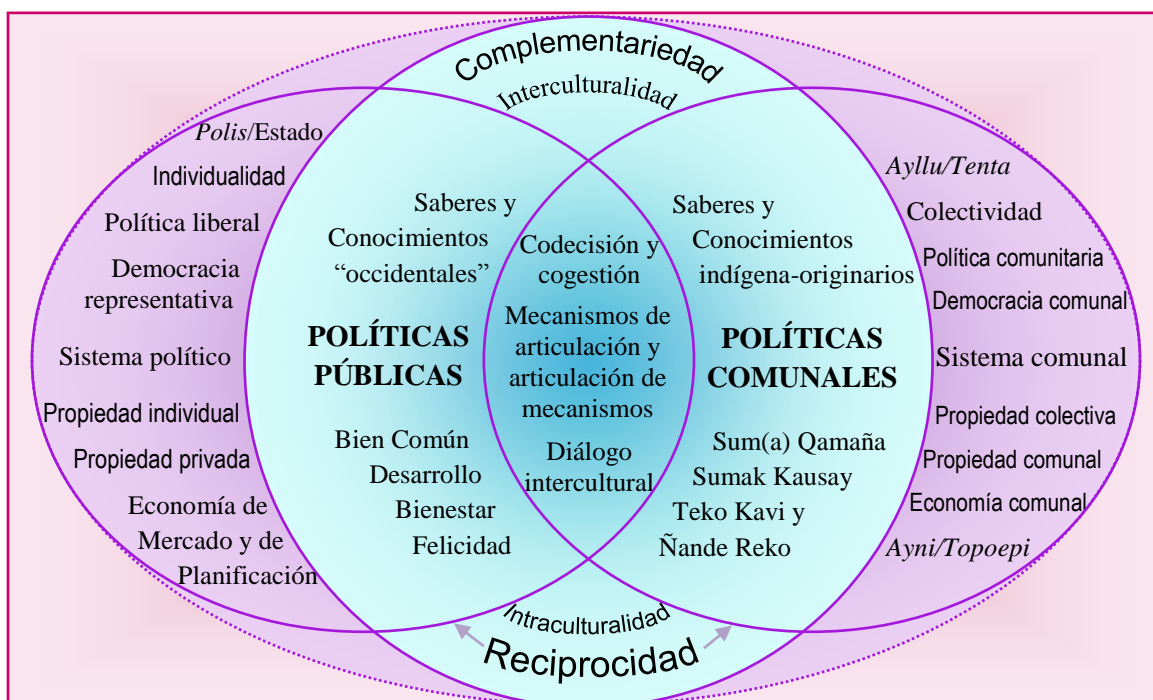 Complementariedad
Interculturalidad
Polis/Estado
Individualidad
Política liberal
Democracia
representativa
Sistema político
Propiedad individual
Propiedad privada
Economía de
Mercado y de
Planificación
Saberes y
Conocimientos
“occidentales”
POLÍTICAS
PÚBLICAS
Bien Común
Desarrollo
Bienestar
Felicidad
Codecisión y
cogestión
Mecanismos de
articulación y
articulación de
mecanismos
Diálogo
intercultural
Saberes y
Conocimientos
indígena-originarios
POLÍTICAS
COMUNALES
Sum(a) Qamaña
Sumak Kausay
Teko Kavi y
Ñande Reko
Ayllu/Tenta
Colectividad
Política comunitaria
Democracia comunal
Sistema comunal
Propiedad colectiva
Propiedad comunal
Economía comunal
Ayni/Topoepi
Intraculturalidad
Reciprocidad